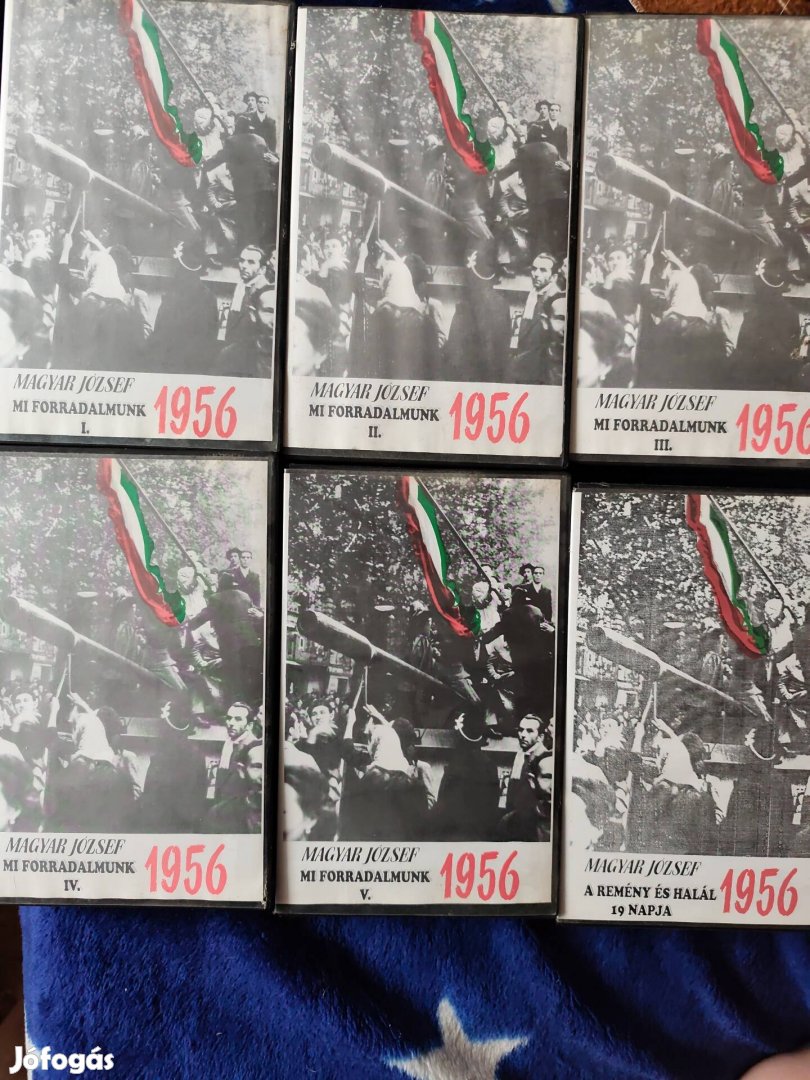 MAGYAR JÓZSEF
MI FORRADALMUNK 1956
I.
MAGYAR JÓZSEF
MI FORRADALMUNK 1956
II.
MAGYAR JÓZSEF
MI FORRADALMUNK 1956
III.
MAGYAR JÓZSEF
MI FORRADALMUNK 1956
IV.
MAGYAR JÓZSEF
MI FORRADALMUNK 1956
V.
MAGYAR JÓZSEF
A REMÉNY ÉS HALÁL 1956
19 NAPJA
Jófogás